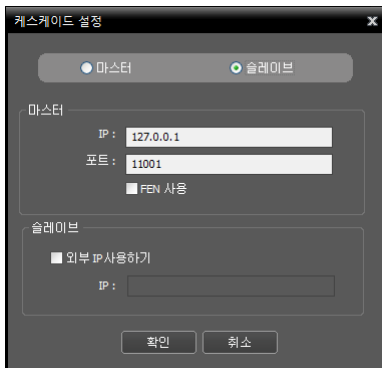 케스케이드 설정
x
마스터
슬레이브
마스터
IP :
127.0.0.1
포트 :
11001
FEN 사용
슬레이브
외부 IP사용하기
IP :
확인
취소